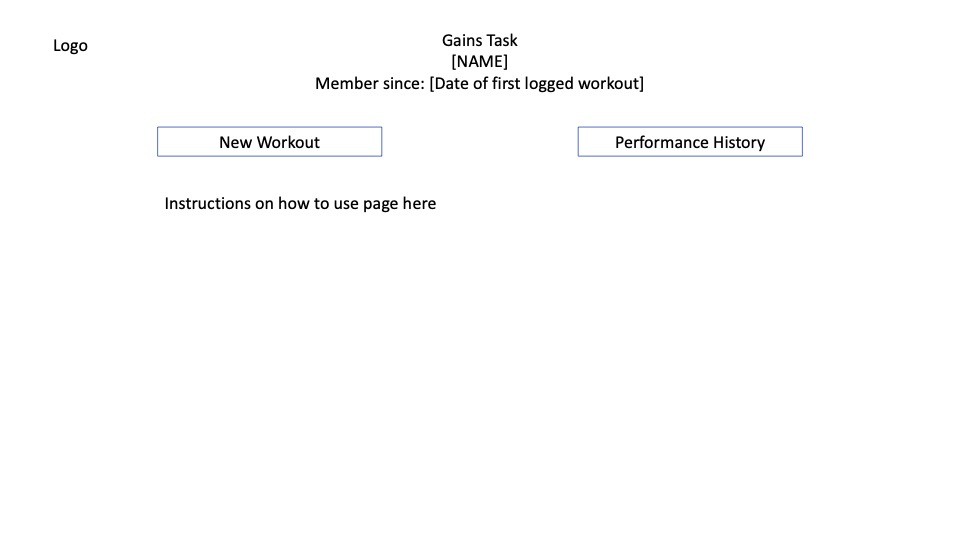 Logo
Gains Task
[NAME]
Member since: [Date of first logged workout]
New Workout
Performance History
Instructions on how to use page here